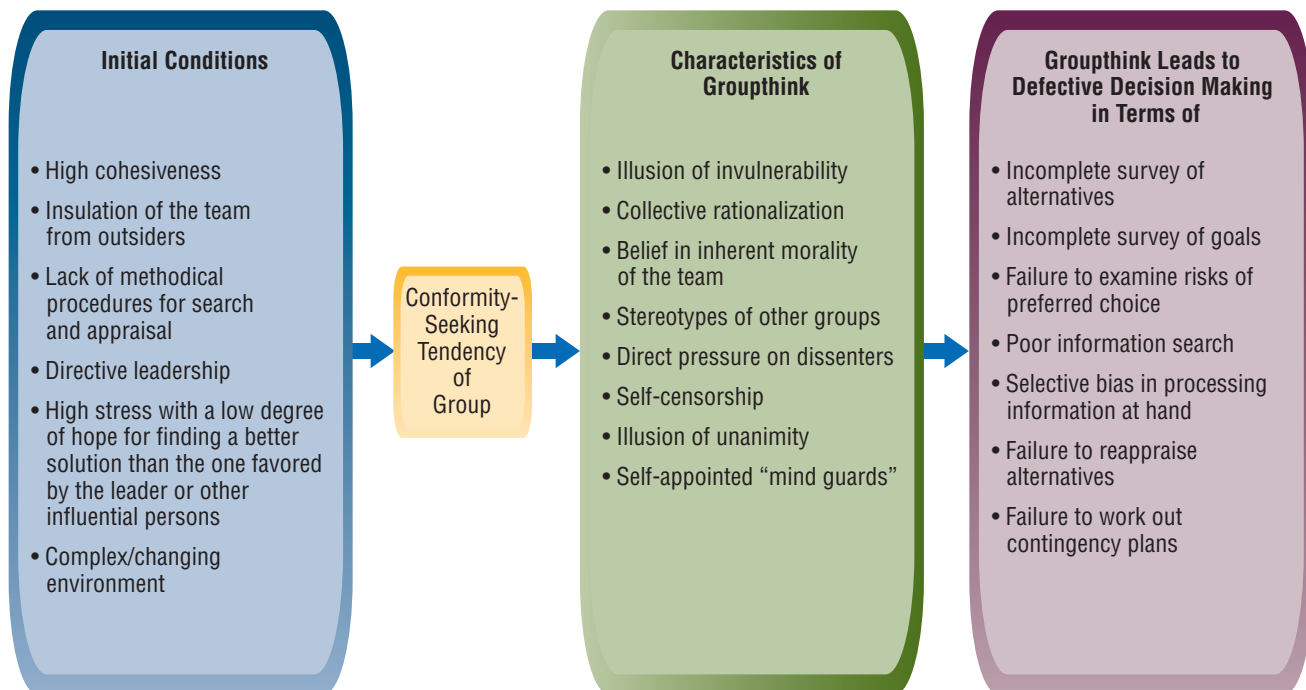 Initial Conditions
• High cohesiveness
• Insulation of the team
from outsiders
• Lack of methodical
procedures for search
and appraisal
• Directive leadership
• High stress with a low degree
of hope for finding a better
solution than the one favored
by the leader or other
influential persons
• Complex/changing
environment
Conformity-
Seeking
Tendency
of
Group
Characteristics of
Groupthink
• Illusion of invulnerability
• Collective rationalization
• Belief in inherent morality
of the team
• Stereotypes of other groups
• Direct pressure on dissenters
• Self-censorship
• Illusion of unanimity
• Self-appointed “mind guards”
Groupthink Leads to
Defective Decision Making
in Terms of
• Incomplete survey of
alternatives
• Incomplete survey of goals
• Failure to examine risks of
preferred choice
• Poor information search
• Selective bias in processing
information at hand
• Failure to reappraise
alternatives
• Failure to work out
contingency plans